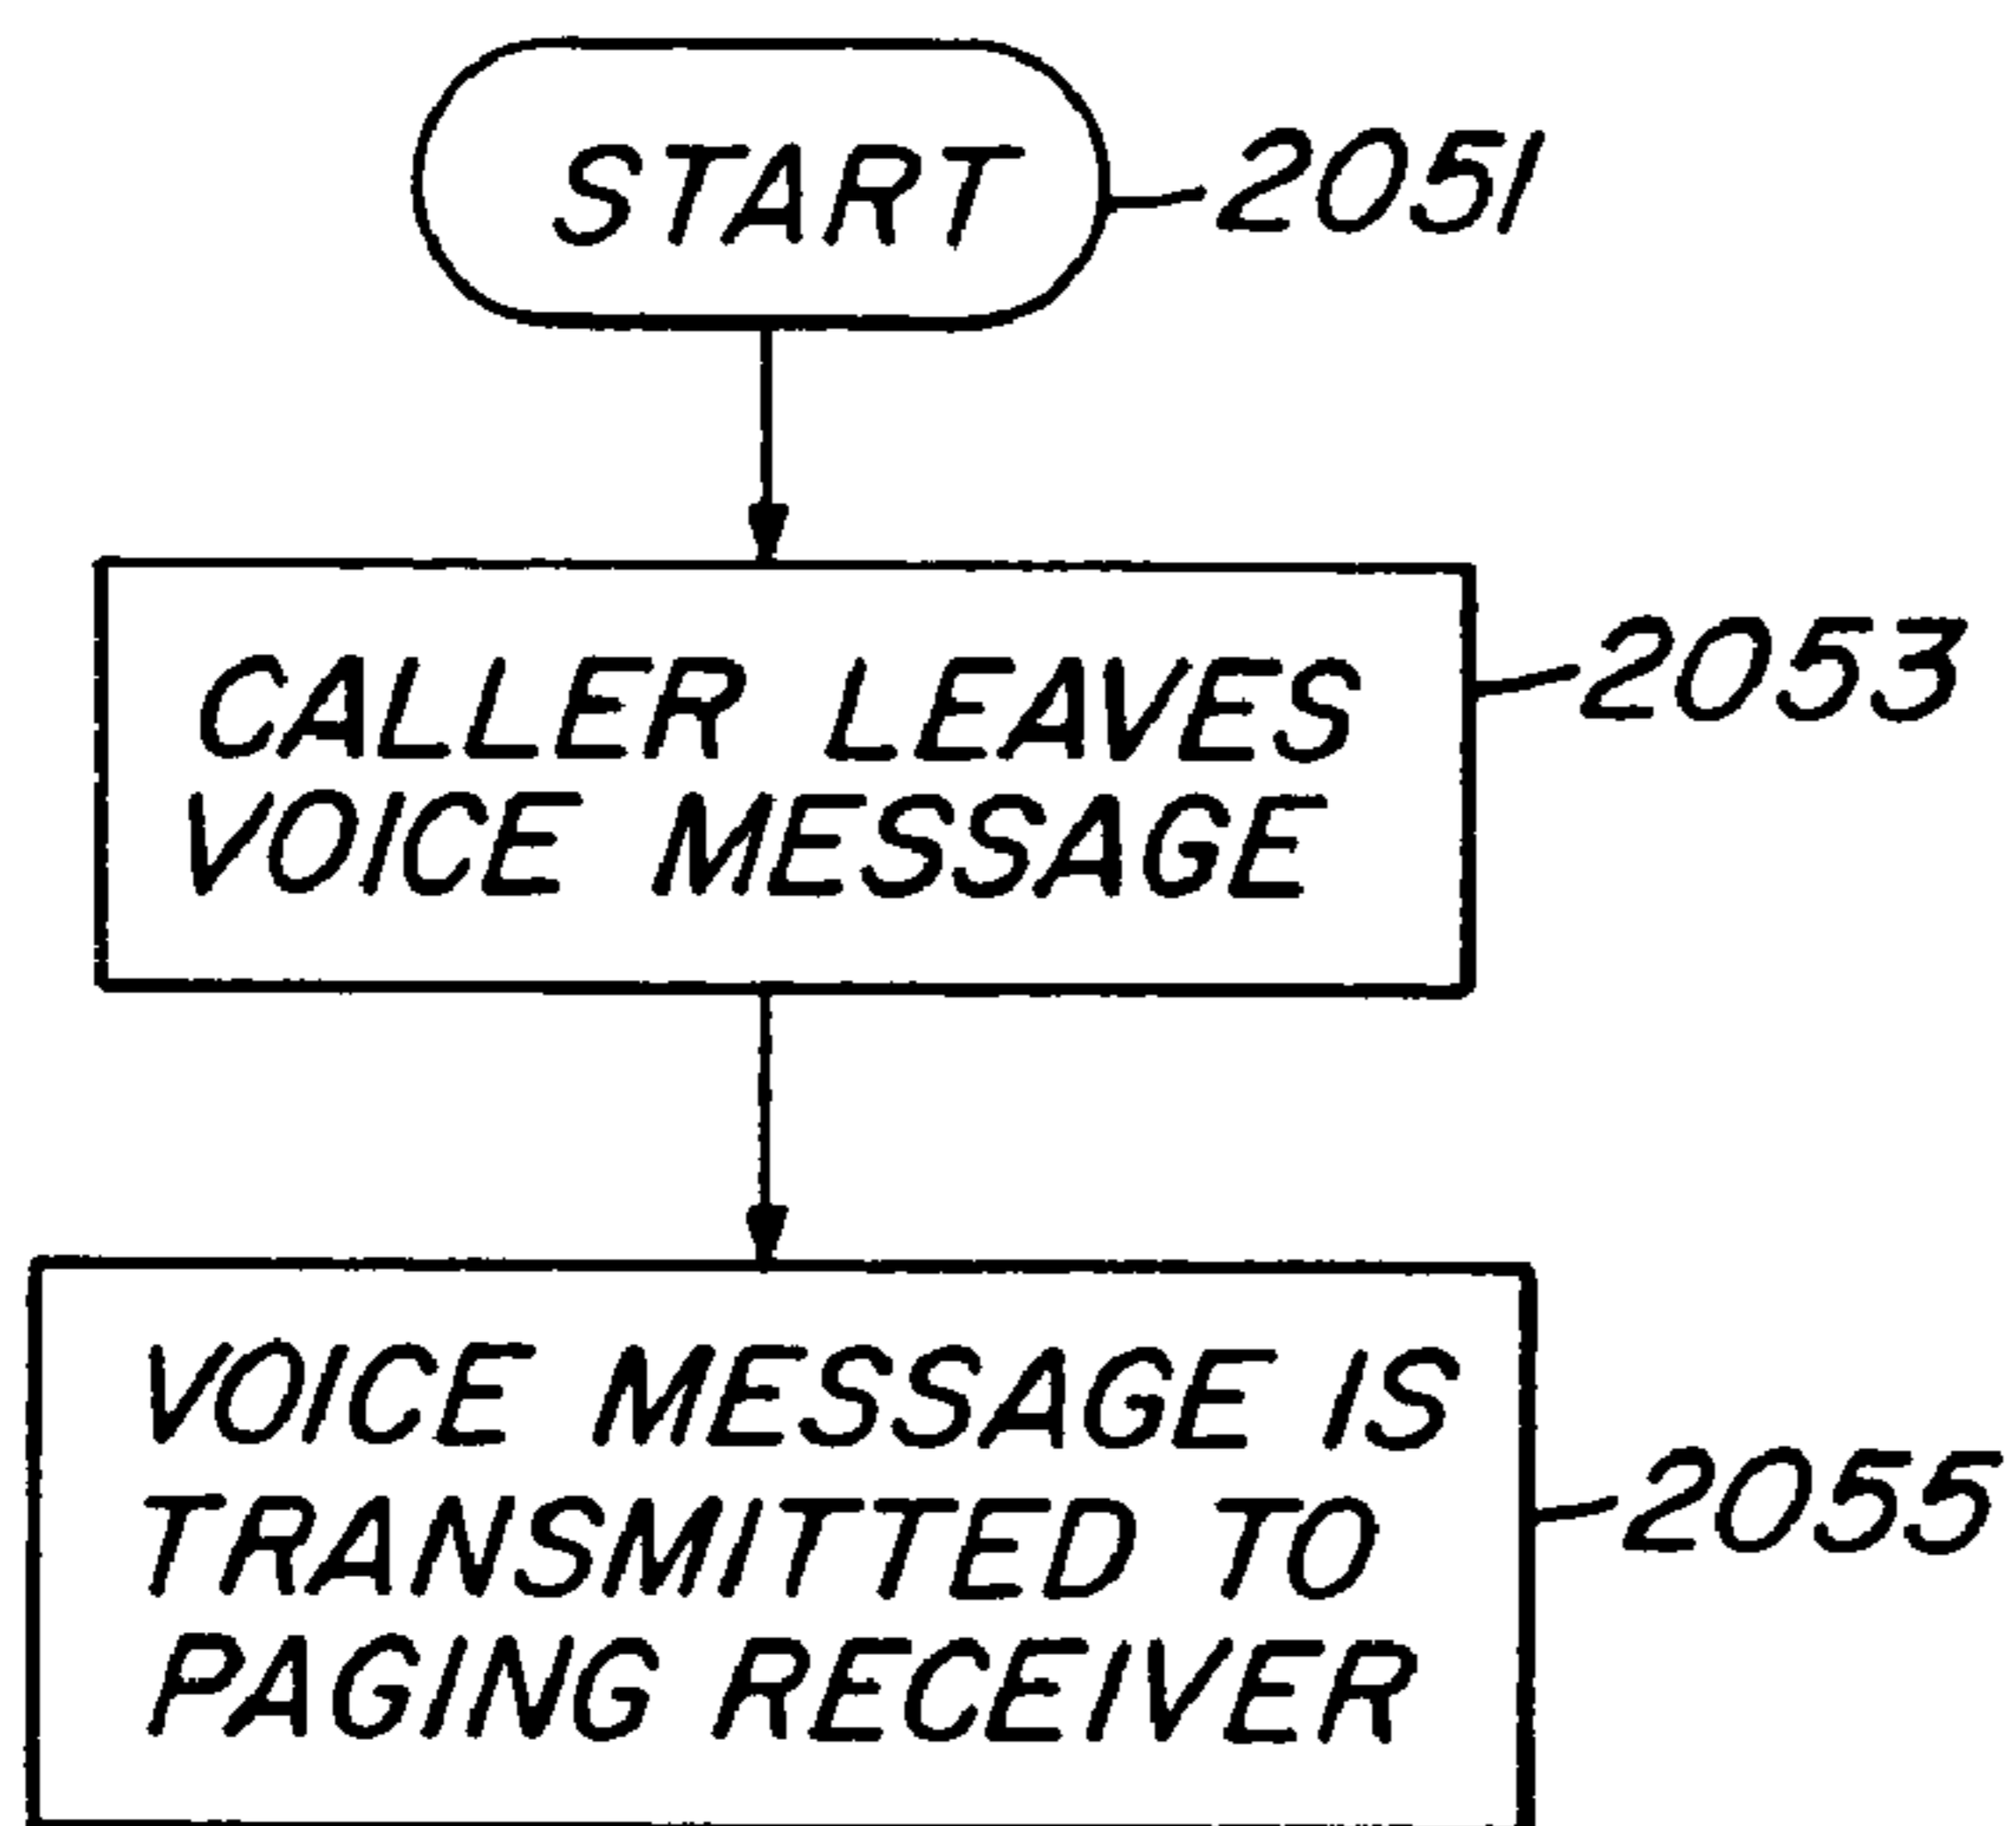 START
2051
CALLER LEAVES
VOICE MESSAGE
2053
VOICE MESSAGE IS
TRANSMITTED TO
PAGING RECEIVER
2055